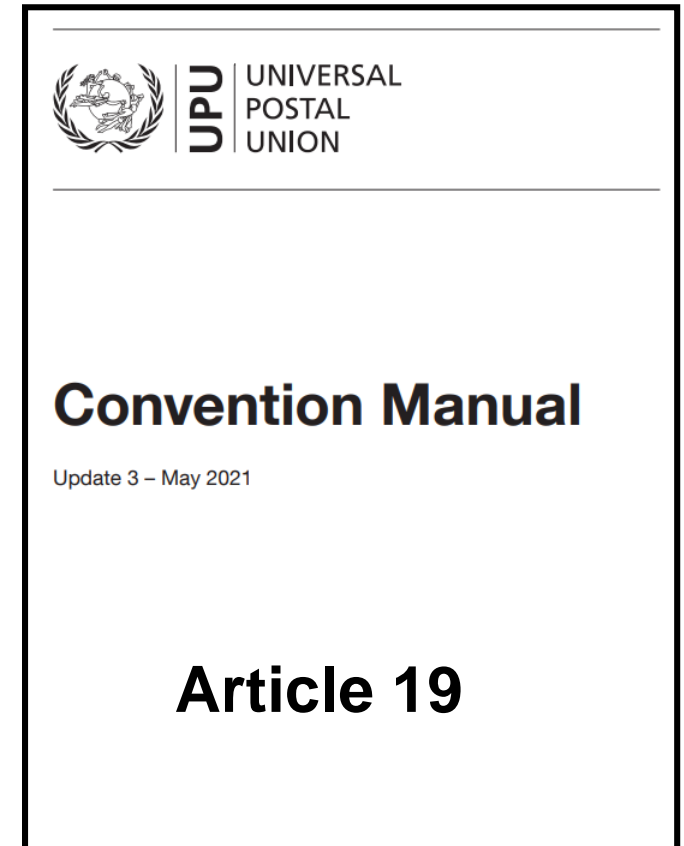 UPU
UNIVERSAL
POSTAL
UNION
Convention Manual
Update 3 – May 2021
Article 19